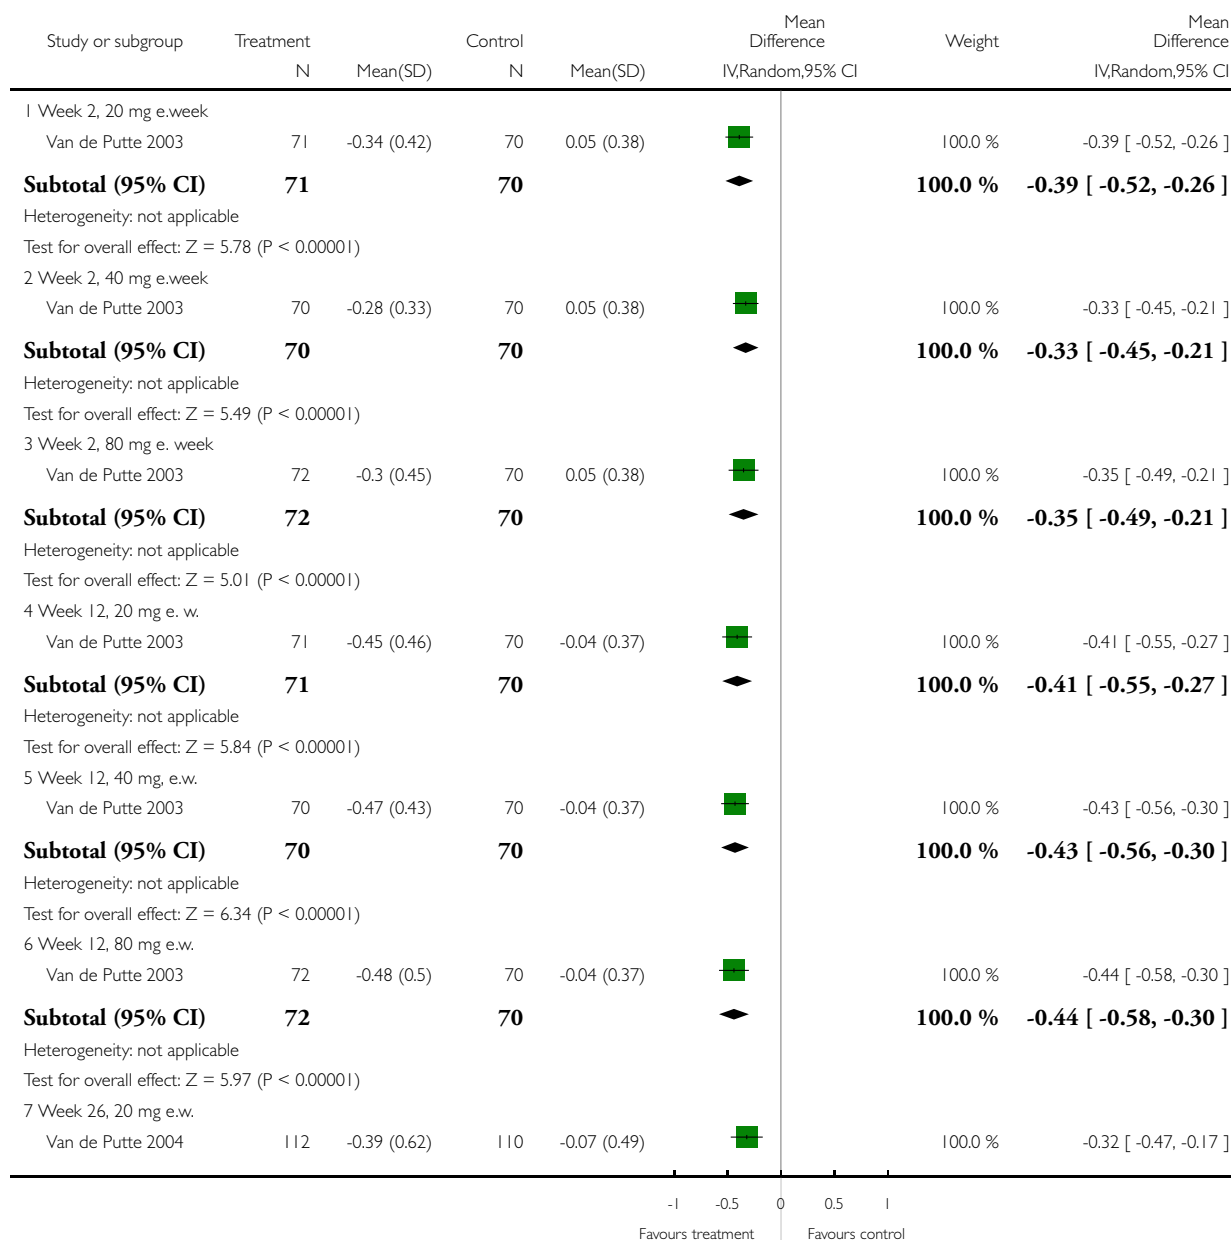 Study or subgroup Treatment Control Mean Difference Weight Mean Difference
N Mean(SD) N Mean(SD) IV,Random,95% CI IV,Random,95% CI
1 Week 2, 20 mg e.week
Van de Putte 2003 71 -0.34 (0.42) 70 0.05 (0.38) 100.0 % -0.39 [ -0.52, -0.26 ]
Subtotal (95% CI) 71 70 100.0 % -0.39 [ -0.52, -0.26 ]
Heterogeneity: not applicable
Test for overall effect: Z = 5.78 (P < 0.00001)
2 Week 2, 40 mg e.week
Van de Putte 2003 70 -0.28 (0.33) 70 0.05 (0.38) 100.0 % -0.33 [ -0.45, -0.21 ]
Subtotal (95% CI) 70 70 100.0 % -0.33 [ -0.45, -0.21 ]
Heterogeneity: not applicable
Test for overall effect: Z = 5.49 (P < 0.00001)
3 Week 2, 80 mg e. week
Van de Putte 2003 72 -0.3 (0.45) 70 0.05 (0.38) 100.0 % -0.35 [ -0.49, -0.21 ]
Subtotal (95% CI) 72 70 100.0 % -0.35 [ -0.49, -0.21 ]
Heterogeneity: not applicable
Test for overall effect: Z = 5.01 (P < 0.00001)
4 Week 12, 20 mg e. w.
Van de Putte 2003 71 -0.45 (0.46) 70 -0.04 (0.37) 100.0 % -0.41 [ -0.55, -0.27 ]
Subtotal (95% CI) 71 70 100.0 % -0.41 [ -0.55, -0.27 ]
Heterogeneity: not applicable
Test for overall effect: Z = 5.84 (P < 0.00001)
5 Week 12, 40 mg, e.w.
Van de Putte 2003 70 -0.47 (0.43) 70 -0.04 (0.37) 100.0 % -0.43 [ -0.56, -0.30 ]
Subtotal (95% CI) 70 70 100.0 % -0.43 [ -0.56, -0.30 ]
Heterogeneity: not applicable
Test for overall effect: Z = 6.34 (P < 0.00001)
6 Week 12, 80 mg e.w.
Van de Putte 2003 72 -0.48 (0.5) 70 -0.04 (0.37) 100.0 % -0.44 [ -0.58, -0.30 ]
Subtotal (95% CI) 72 70 100.0 % -0.44 [ -0.58, -0.30 ]
Heterogeneity: not applicable
Test for overall effect: Z = 5.97 (P < 0.00001)
7 Week 26, 20 mg e.w.
Van de Putte 2004 112 -0.39 (0.62) 110 -0.07 (0.49) 100.0 % -0.32 [ -0.47, -0.17 ]
-1 -0.5 0 0.5 1
Favours treatment Favours control